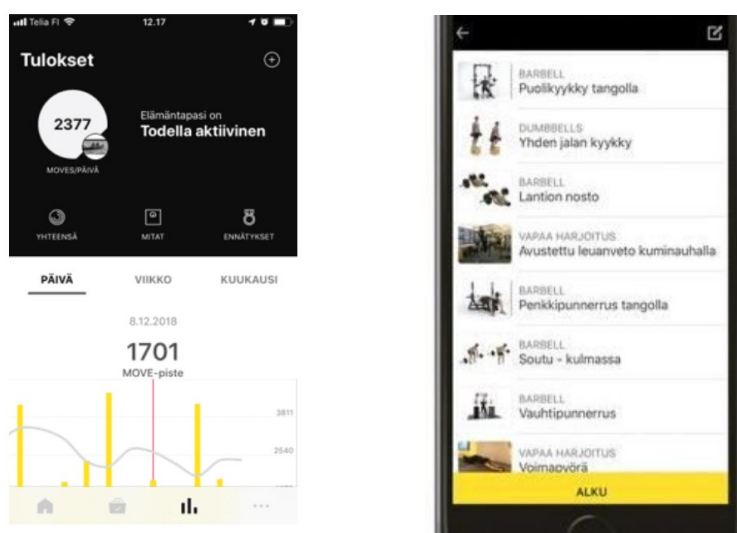 Telia FI
12.17
Tulokset
2377
MOVES/PÄIVÄ
Elämäntapasi on
Todella aktiivinen
YHTEENSÄ
MITAT
ENNÄTYKSET
PÄIVÄ
VIIKKO
KUUKAUSI
8.12.2018
1701
MOVE-piste
3811
2540
BARBELL
Puolikyykky tangolla
DUMBBELLS
Yhden jalan kyykky
BARBELL
Lantion nosto
VAPAA HARJOITUS
Avustettu leuanveto kuminauhalla
BARBELL
Penkkipunnerrus tangolla
BARBELL
Soutu - kulmassa
BARBELL
Vauhtipunnerrus
VAPAA HARJOITUS
Voimapyörä
ALKU